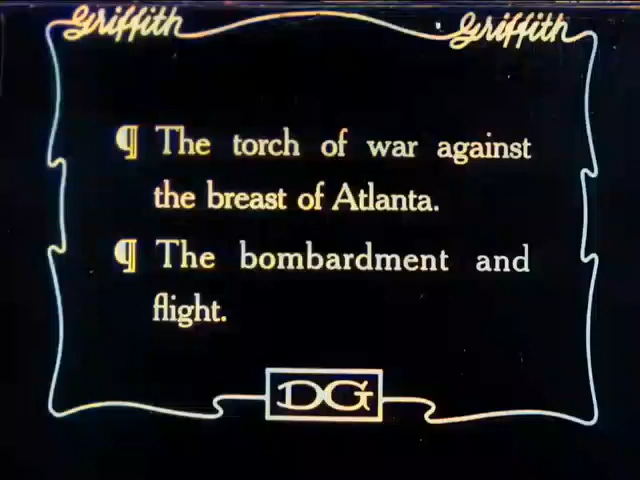 Griffith Griffith
¶ The torch of war against
the breast of Atlanta.
¶ The bombardment and
flight.
DG